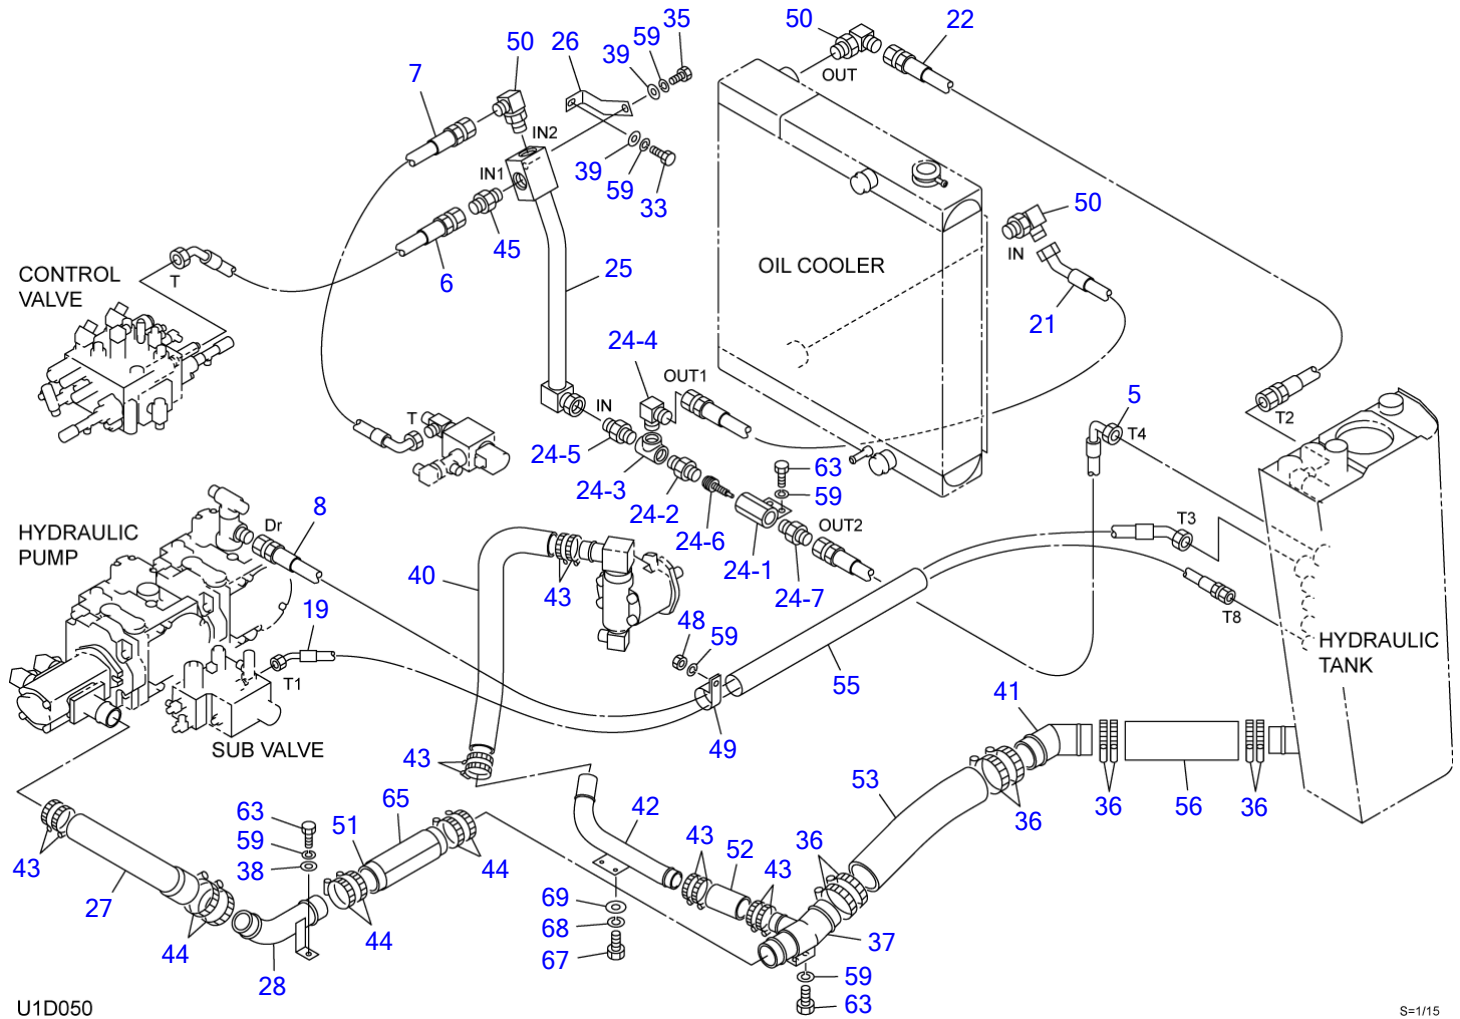 50
22
35
59
26
39
50
OUT
7
IN2
39
59
33
IN1
45
6
25
50
IN
21
OIL COOLER
CONTROL
VALVE
T
24-4
OUT1
IN
5
T4
T2
T
24-5
24-3
24-2
24-6
24-1
24-7
63
59
OUT2
T3
T8
HYDRAULIC
PUMP
Dr
8
40
43
19
T1
SUB VALVE
48
59
49
55
41
HYDRAULIC
TANK
43
53
36
36
56
36
63
59
38
51
65
42
43
52
43
36
44
43
27
44
28
44
69
68
67
37
59
63
U1D050
S=1/15